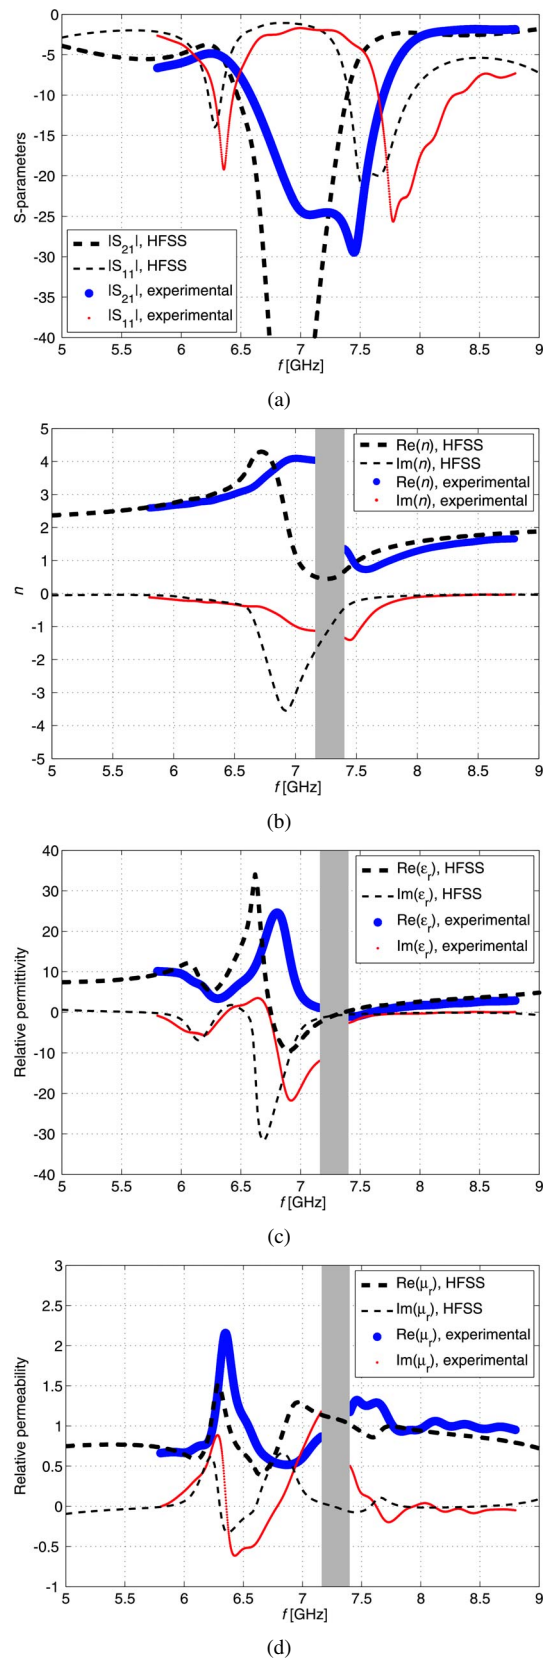 0
-5
-10
-15
-20
-25
-30
-35
-40
S-parameters
|S21|, HFSS
|S11|, HFSS
|S21|, experimental
|S11|, experimental
5 5.5 6 6.5 7 7.5 8 8.5 9
f [GHz]
(a)
5
4
3
2
1
0
-1
-2
-3
-4
-5
n
Re(n), HFSS
Im(n), HFSS
Re(n), experimental
Im(n), experimental
5 5.5 6 6.5 7 7.5 8 8.5 9
f [GHz]
(b)
40
30
20
10
0
-10
-20
-30
-40
Relative permittivity
Re(εr), HFSS
Im(εr), HFSS
Re(εr), experimental
Im(εr), experimental
5 5.5 6 6.5 7 7.5 8 8.5 9
f [GHz]
(c)
3
2.5
2
1.5
1
0.5
0
-0.5
-1
Relative permeability
Re(μr), HFSS
Im(μr), HFSS
Re(μr), experimental
Im(μr), experimental
5 5.5 6 6.5 7 7.5 8 8.5 9
f [GHz]
(d)